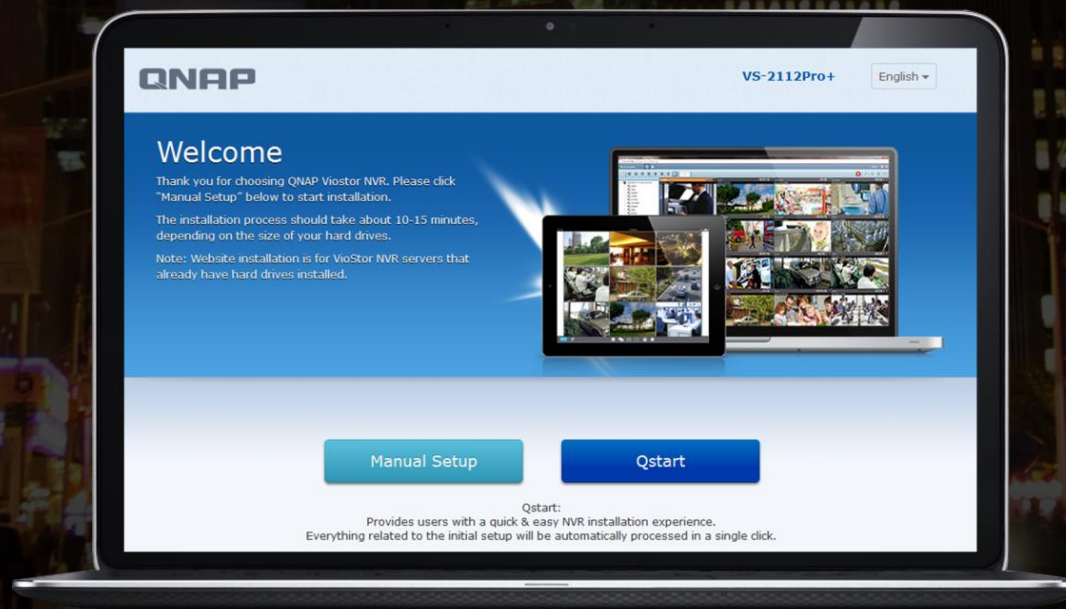 QNAP
VS-2112Pro+
English
Welcome
Thank you for choosing QNAP Viostor NVR. Please click
"Manual Setup" below to start installation.
The installation process should take about 10-15 minutes,
depending on the size of your hard drives.
Note: Website installation is for VioStor NVR servers that
already have hard drives installed.
Manual Setup
Qstart
Qstart:
Provides users with a quick & easy NVR installation experience.
Everything related to the initial setup will be automatically processed in a single click.